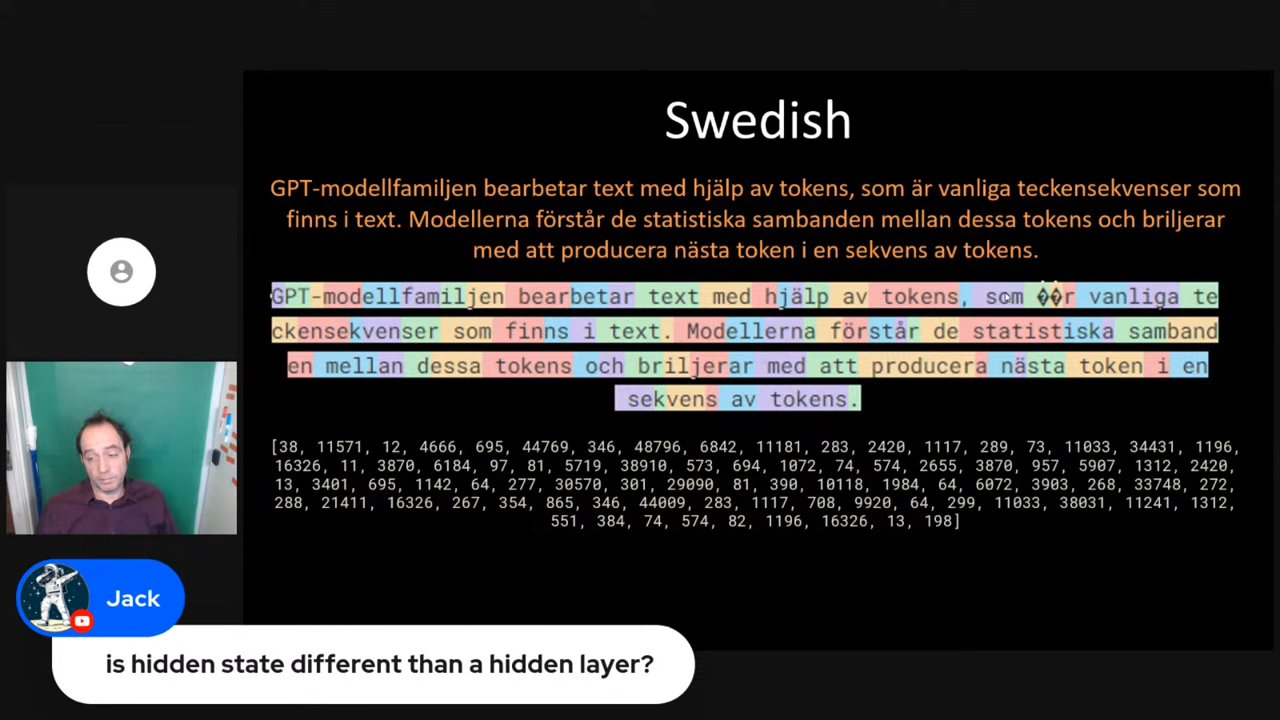 Swedish
GPT-modellfamiljen bearbetar text med hjälp av tokens, som är vanliga teckensekvenser som
finns i text. Modellerna förstår de statistiska sambanden mellan dessa tokens och briljerar
med att producera nästa token i en sekvens av tokens.
GPT-modellfamiljen bearbetar text med hjälp av tokens, som ��r vanliga te
ckensekvenser som finns i text. Modellerna förstår de statistiska samband
en mellan dessa tokens och briljerar med att producera nästa token i en
sekvens av tokens.
[38, 11571, 12, 4666, 695, 44769, 346, 48796, 6842, 11181, 283, 2420, 1117, 289, 73, 11033, 34431, 1196,
16326, 11, 3870, 6184, 97, 81, 5719, 38910, 573, 694, 1072, 74, 574, 2655, 3870, 957, 5907, 1312, 2420,
13, 3401, 695, 1142, 64, 277, 30570, 301, 29090, 81, 390, 10118, 1984, 64, 6072, 3903, 268, 33748, 272,
288, 21411, 16326, 267, 354, 865, 346, 44009, 283, 1117, 708, 9920, 64, 299, 11033, 38031, 11241, 1312,
551, 384, 74, 574, 82, 1196, 16326, 13, 198]
Jack
is hidden state different than a hidden layer?